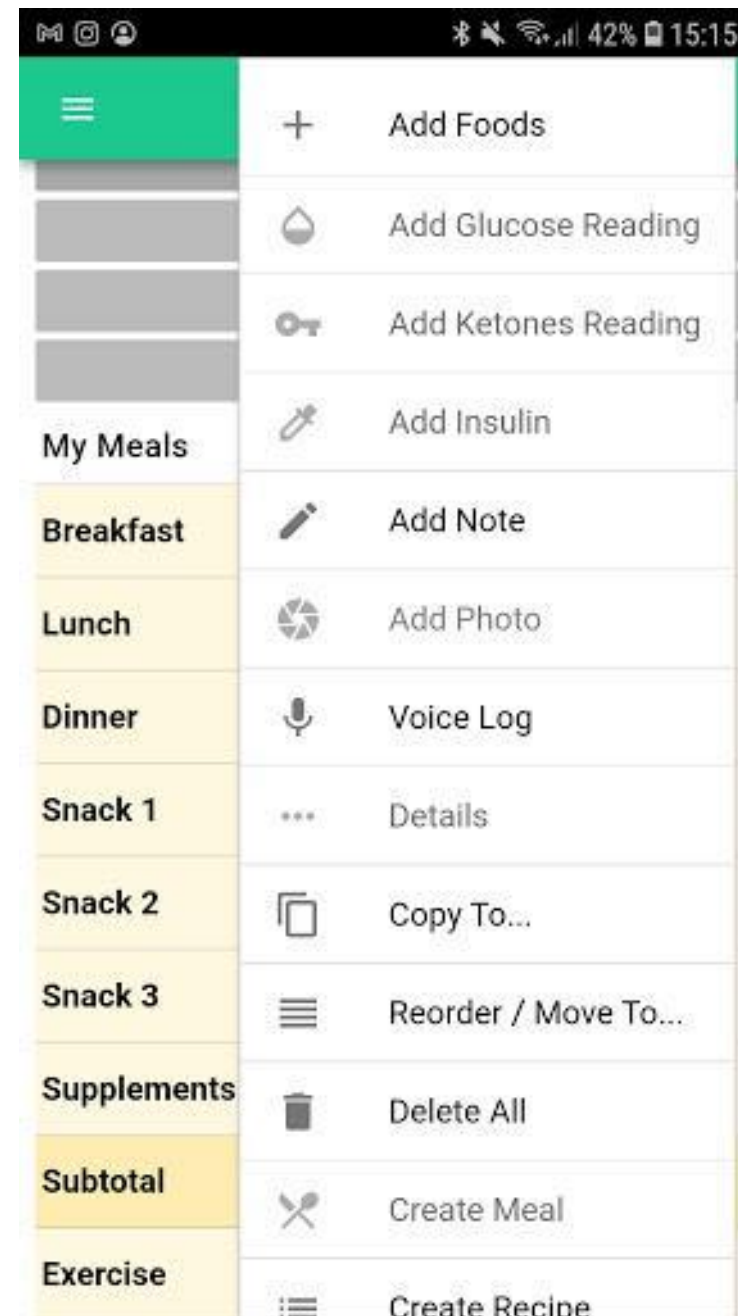 42% 15:15
Add Foods
Add Glucose Reading
Add Ketones Reading
Add Insulin
My Meals
Add Note
Breakfast
Add Photo
Lunch
Voice Log
Dinner
Details
Snack 1
Copy To...
Snack 2
Reorder / Move To...
Snack 3
Delete All
Supplements
Create Meal
Subtotal
Create Recipe
Exercise